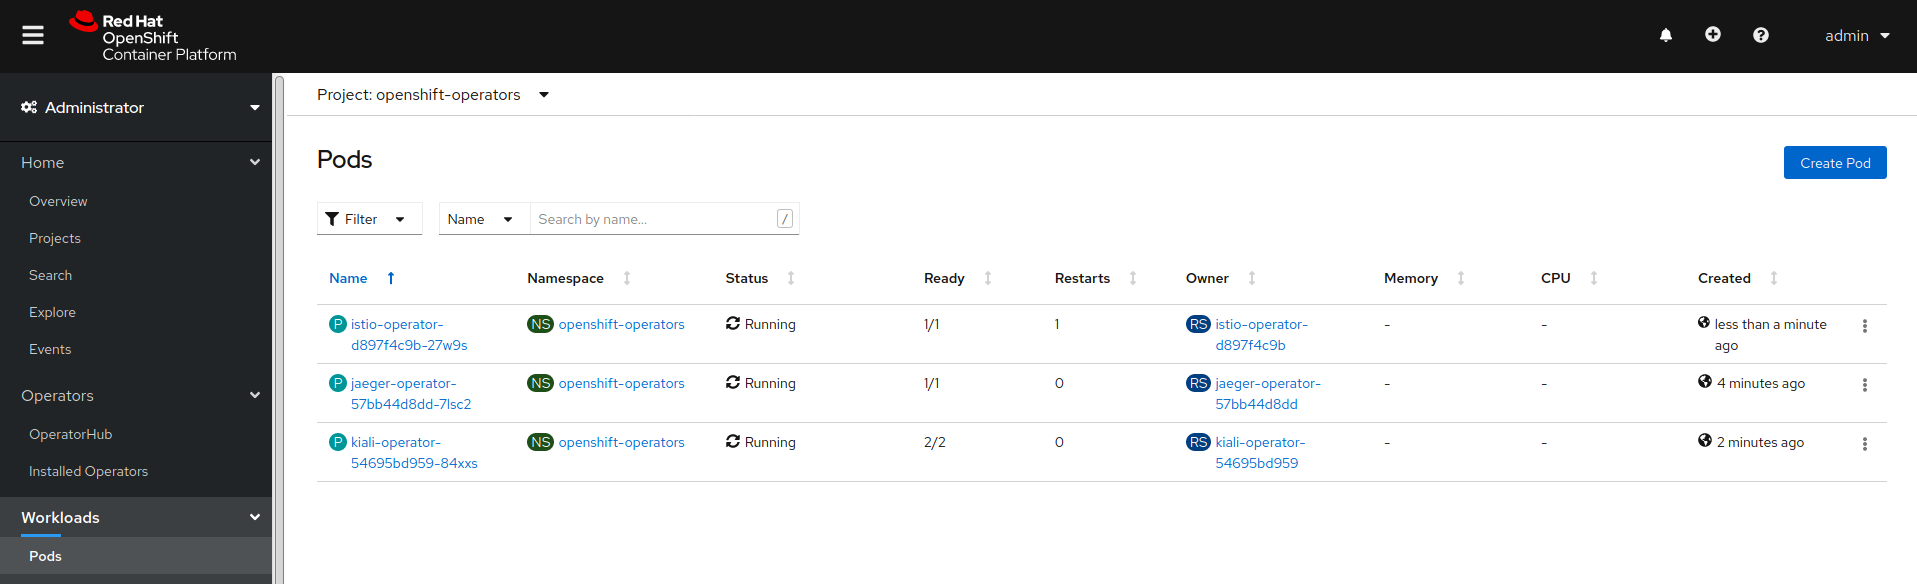 Red Hat
OpenShift
Container Platform
admin
Administrator
Home
Overview
Projects
Search
Explore
Events
Operators
OperatorHub
Installed Operators
Workloads
Pods
Project: openshift-operators
Pods
Create Pod
Filter Name Search by name... /
Name Namespace Status Ready Restarts Owner Memory CPU Created
P istio-operator- NS openshift-operators Running 1/1 1 RS istio-operator- - - less than a minute
d897f4c9b-27w9s d897f4c9b ago
P jaeger-operator- NS openshift-operators Running 1/1 0 RS jaeger-operator- - - 4 minutes ago
57bb44d8dd-7lsc2 57bb44d8dd
P kiali-operator- NS openshift-operators Running 2/2 0 RS kiali-operator- - - 2 minutes ago
54695bd959-84xxs 54695bd959